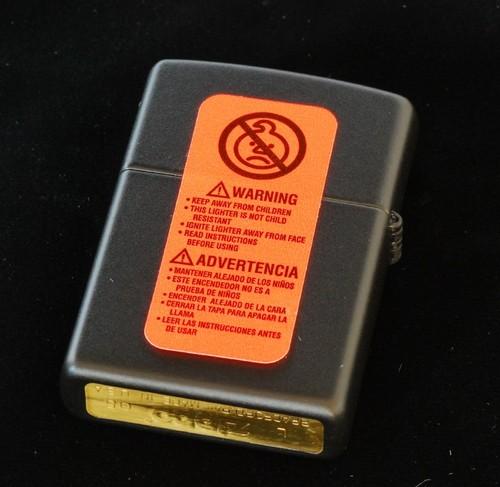 WARNING
• KEEP AWAY FROM CHILDREN
• THIS LIGHTER IS NOT CHILD
RESISTANT
• IGNITE LIGHTER AWAY FROM FACE
• READ INSTRUCTIONS
BEFORE USING
ADVERTENCIA
• MANTENER ALEJADO DE LOS NIÑOS
• ESTE ENCENDEDOR NO ES A
PRUEBA DE NIÑOS
• ENCENDER ALEJADO DE LA CARA
• CERRAR LA TAPA PARA APAGAR LA
LLAMA
• LEER LAS INSTRUCCIONES ANTES
DE USAR